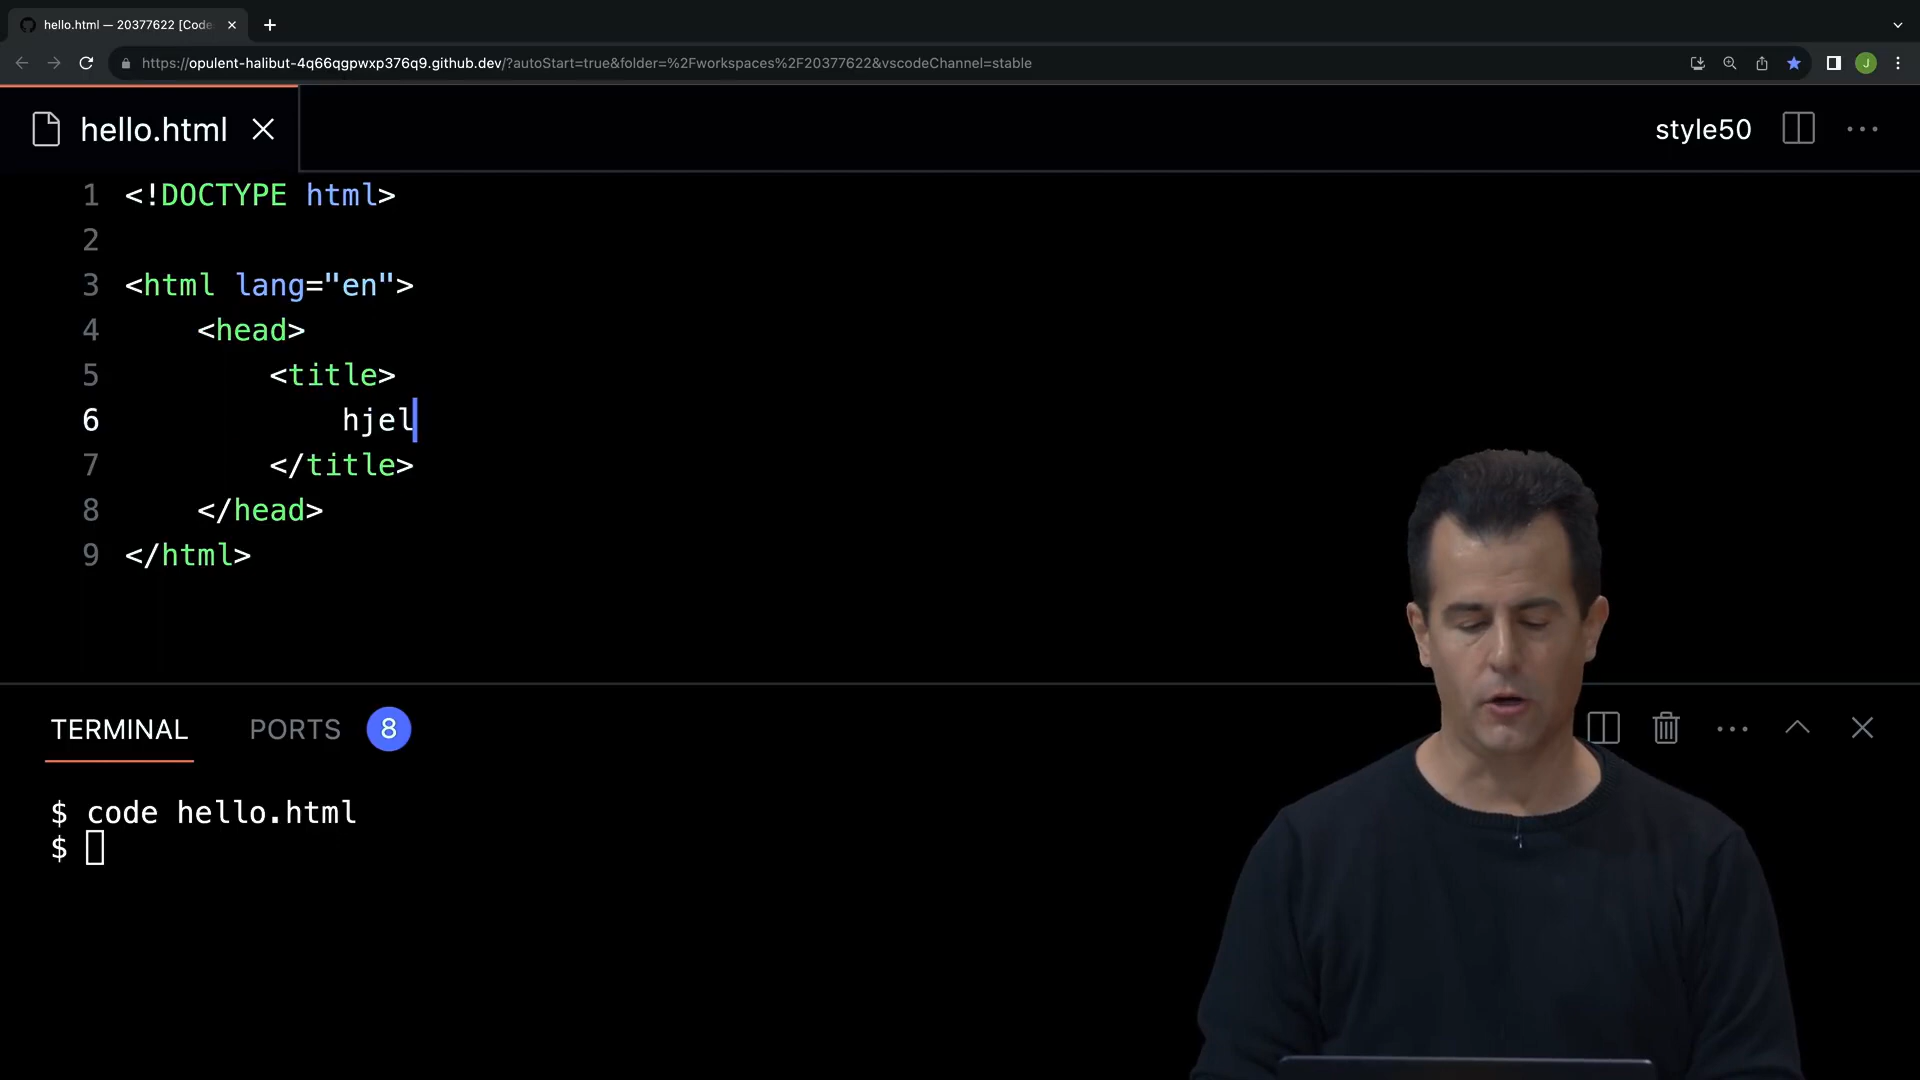 hello.html — 20377622 [Code
https://opulent-halibut-4q66qgpwxp376q9.github.dev/?autoStart=true&folder=%2Fworkspaces%2F20377622&vscodeChannel=stable
J
hello.html
style50
1 <!DOCTYPE html>
2
3 <html lang="en">
4 <head>
5 <title>
6 hjel
7 </title>
8 </head>
9 </html>
TERMINAL PORTS 8
$ code hello.html
$